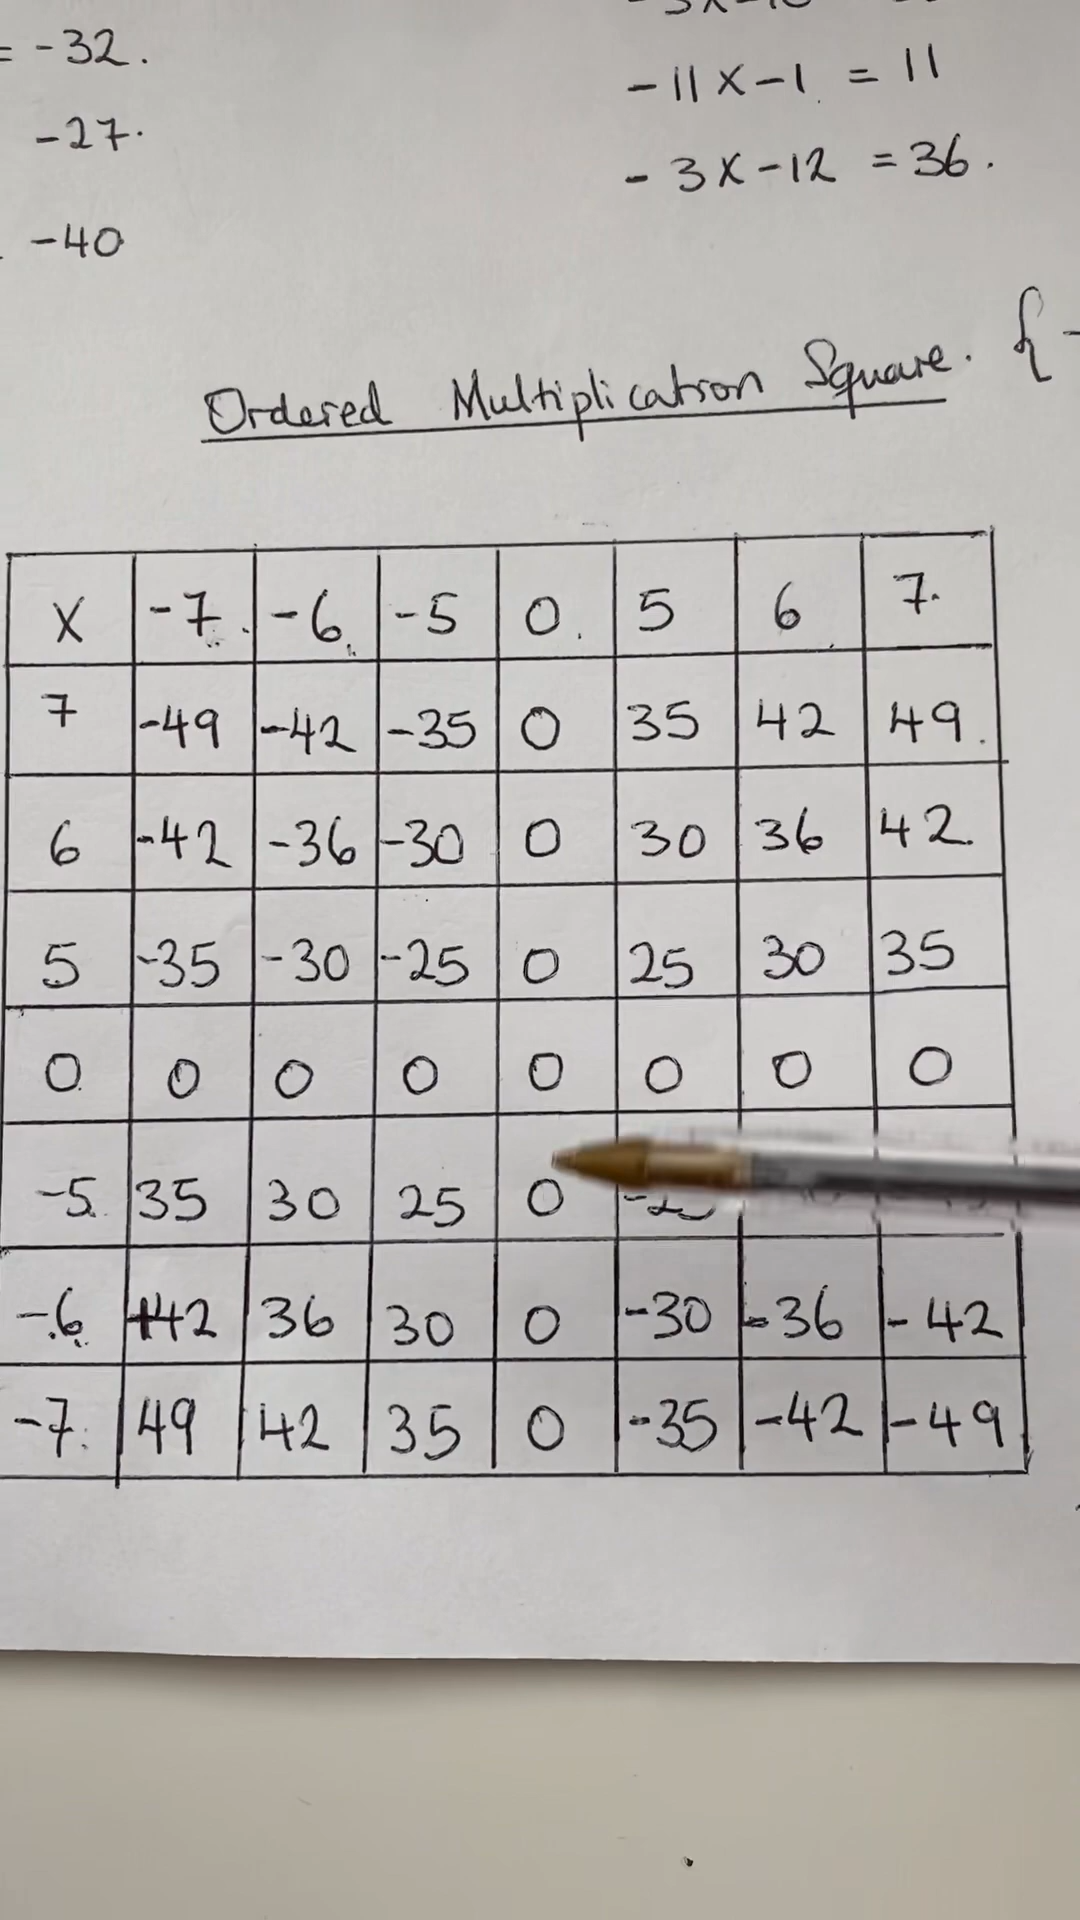 = -32.
-11 x -1 = 11
-27.
-3 x -12 = 36.
-40
Ordered Multiplication Square. { -
X -7. -6. -5 0. 5 6 7.
7 -49 -42 -35 0 35 42 49.
6 -42 -36 -30 0 30 36 42.
5 -35 -30 -25 0 25 30 35
0 0 0 0 0 0 0 0
-5. 35 30 25 0
-6. +42 36 30 0 -30 -36 -42
-7. 49 42 35 0 -35 -42 -49